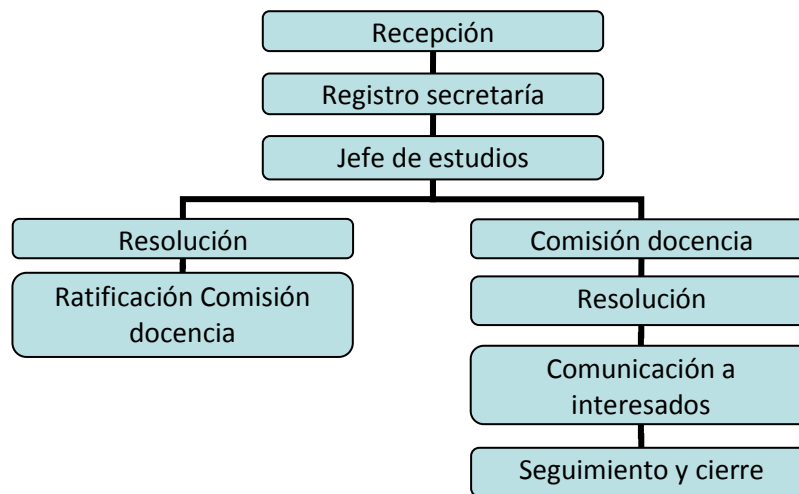 Recepción
Registro secretaría
Jefe de estudios
Resolución
Ratificación Comisión
docencia
Comisión docencia
Resolución
Comunicación a
interesados
Seguimiento y cierre